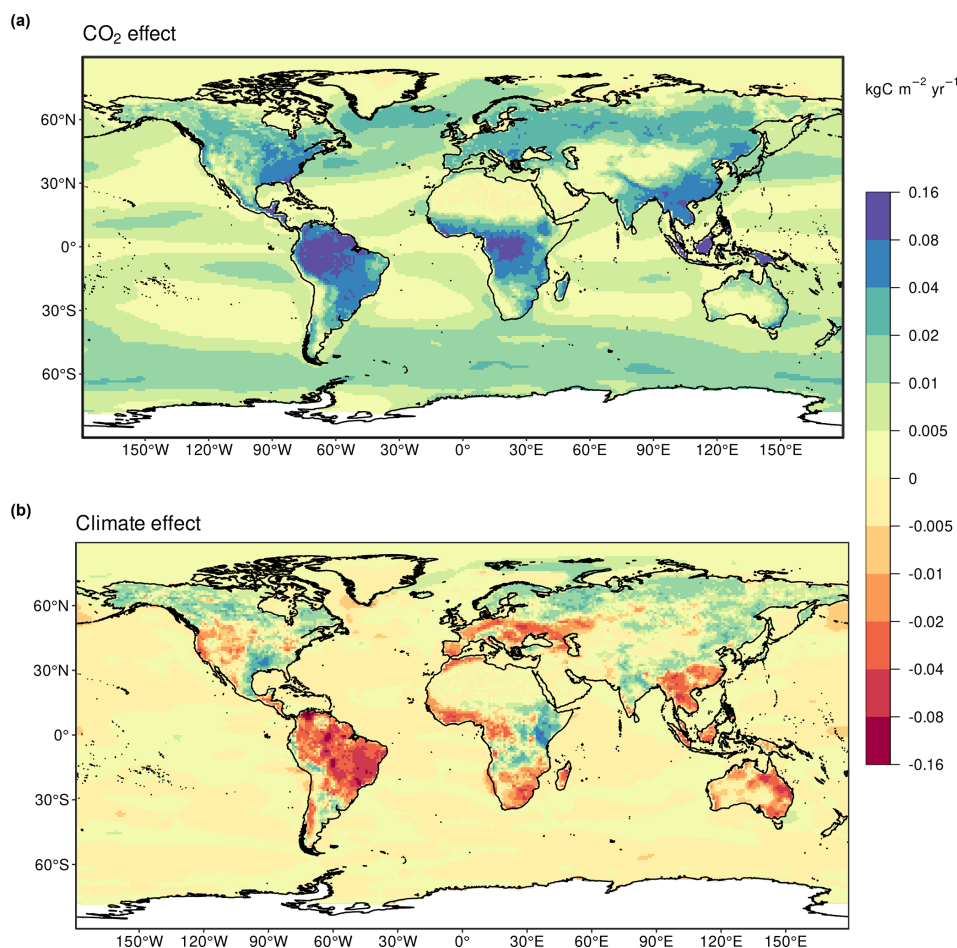 (a)
CO₂ effect
kgC m⁻² yr⁻¹
60°N
30°N
0°
30°S
60°S
150°W 120°W 90°W 60°W 30°W 0° 30°E 60°E 90°E 120°E 150°E
0.16
0.08
0.04
0.02
0.01
0.005
0
-0.005
-0.01
-0.02
-0.04
-0.08
-0.16
(b)
Climate effect
60°N
30°N
0°
30°S
60°S
150°W 120°W 90°W 60°W 30°W 0° 30°E 60°E 90°E 120°E 150°E